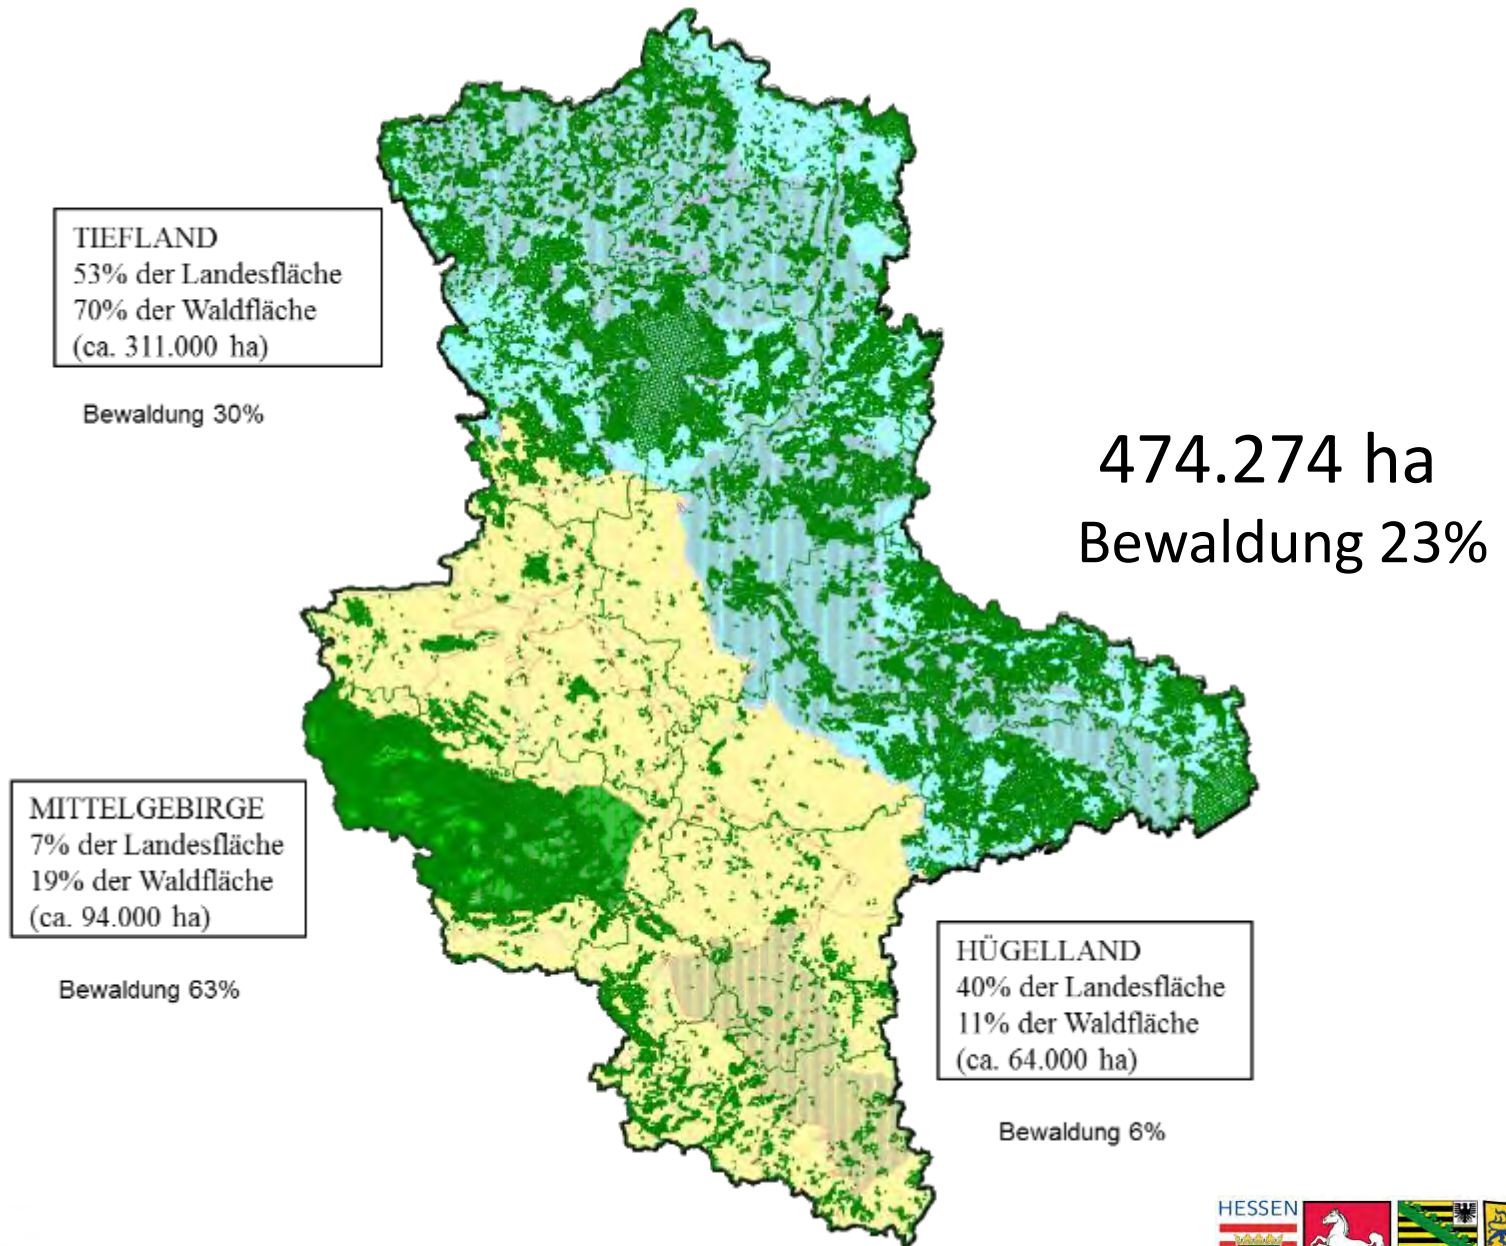 TIEFLAND
53% der Landesfläche
70% der Waldfläche
(ca. 311.000 ha)
Bewaldung 30%
474.274 ha
Bewaldung 23%
MITTELGEBIRGE
7% der Landesfläche
19% der Waldfläche
(ca. 94.000 ha)
Bewaldung 63%
HÜGELLAND
40% der Landesfläche
11% der Waldfläche
(ca. 64.000 ha)
Bewaldung 6%
HESSEN